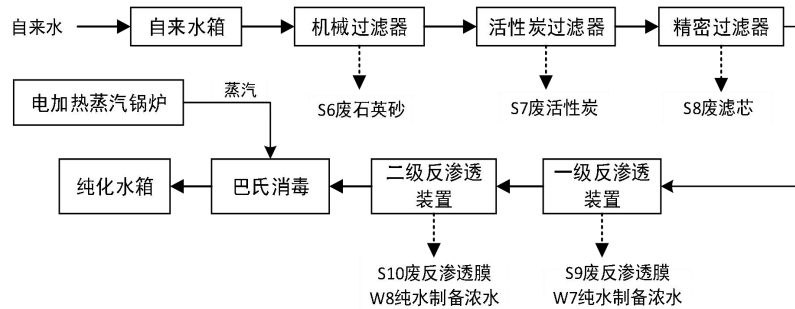 自来水
自来水箱
机械过滤器
活性炭过滤器
精密过滤器
S6废石英砂
S7废活性炭
S8废滤芯
电加热蒸汽锅炉
蒸汽
纯化水箱
巴氏消毒
二级反渗透
装置
一级反渗透
装置
S10废反渗透膜
W8纯水制备浓水
S9废反渗透膜
W7纯水制备浓水